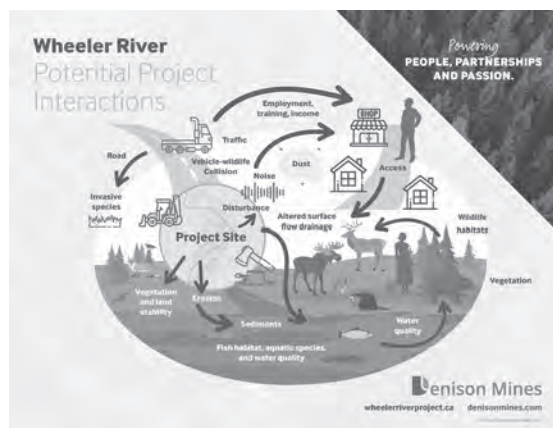 Wheeler River
Potential Project
Interactions
Powering
PEOPLE, PARTNERSHIPS
AND PASSION.
Employment,
training, income
SHOP
Traffic
Road
Vehicle-wildlife
Collision
Noise
Dust
Access
Invasive
species
Disturbance
Altered surface
flow drainage
Wildlife
habitats
Project Site
Vegetation
Vegetation
and land
stability
Erosion
Sediments
Water
quality
Fish habitat, aquatic species,
and water quality
Denison Mines
wheelerriverproject.ca denisonmines.com